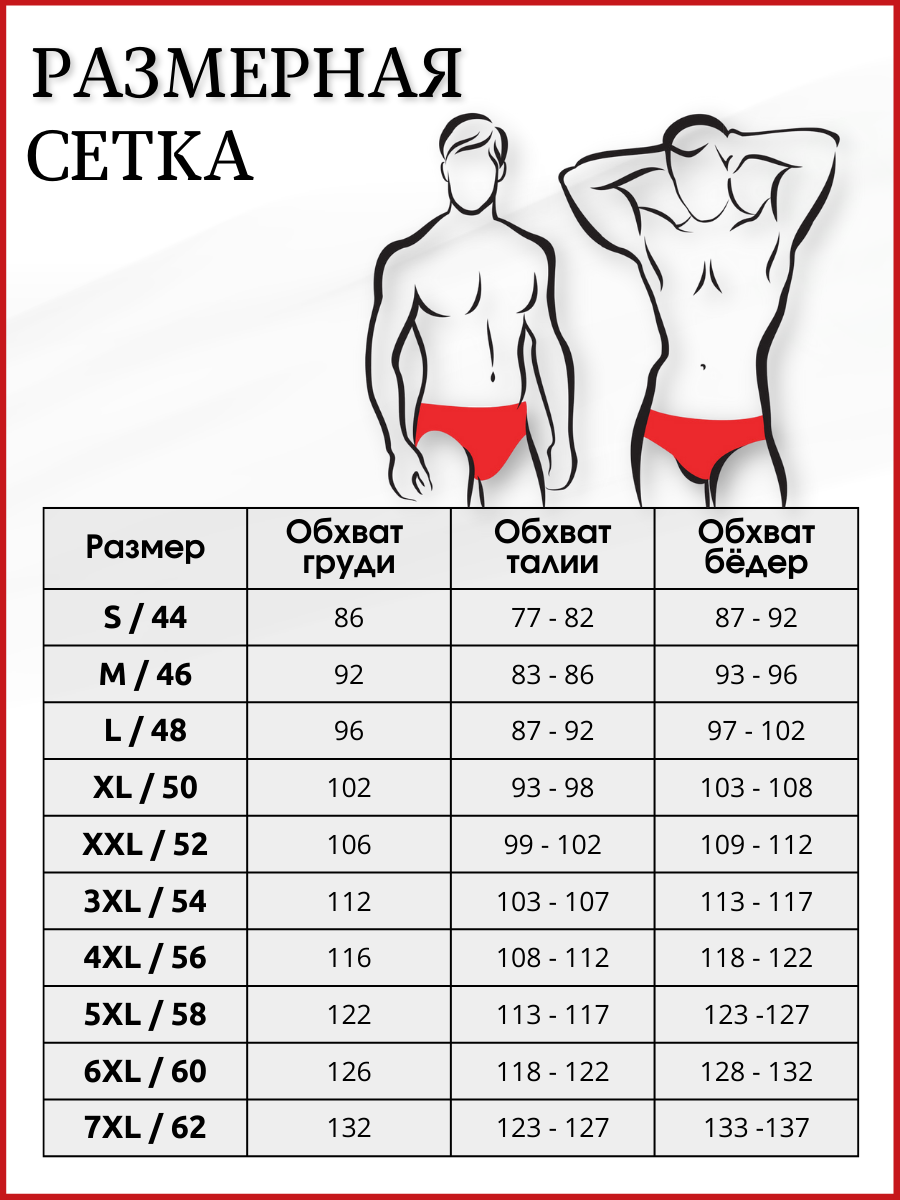 РАЗМЕРНАЯ
СЕТКА
Размер Обхват груди Обхват талии Обхват бёдер
S / 44 86 77 - 82 87 - 92
M / 46 92 83 - 86 93 - 96
L / 48 96 87 - 92 97 - 102
XL / 50 102 93 - 98 103 - 108
XXL / 52 106 99 - 102 109 - 112
3XL / 54 112 103 - 107 113 - 117
4XL / 56 116 108 - 112 118 - 122
5XL / 58 122 113 - 117 123 -127
6XL / 60 126 118 - 122 128 - 132
7XL / 62 132 123 - 127 133 -137